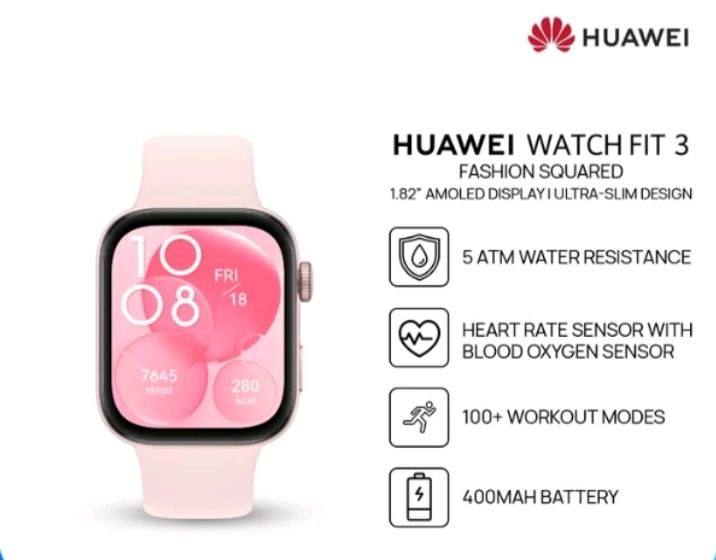 HUAWEI
HUAWEI WATCH FIT 3
FASHION SQUARED
1.82" AMOLED DISPLAY I ULTRA-SLIM DESIGN
10
08
FRI
18
7645
steps
280
kcal
5 ATM WATER RESISTANCE
HEART RATE SENSOR WITH
BLOOD OXYGEN SENSOR
100+ WORKOUT MODES
400MAH BATTERY